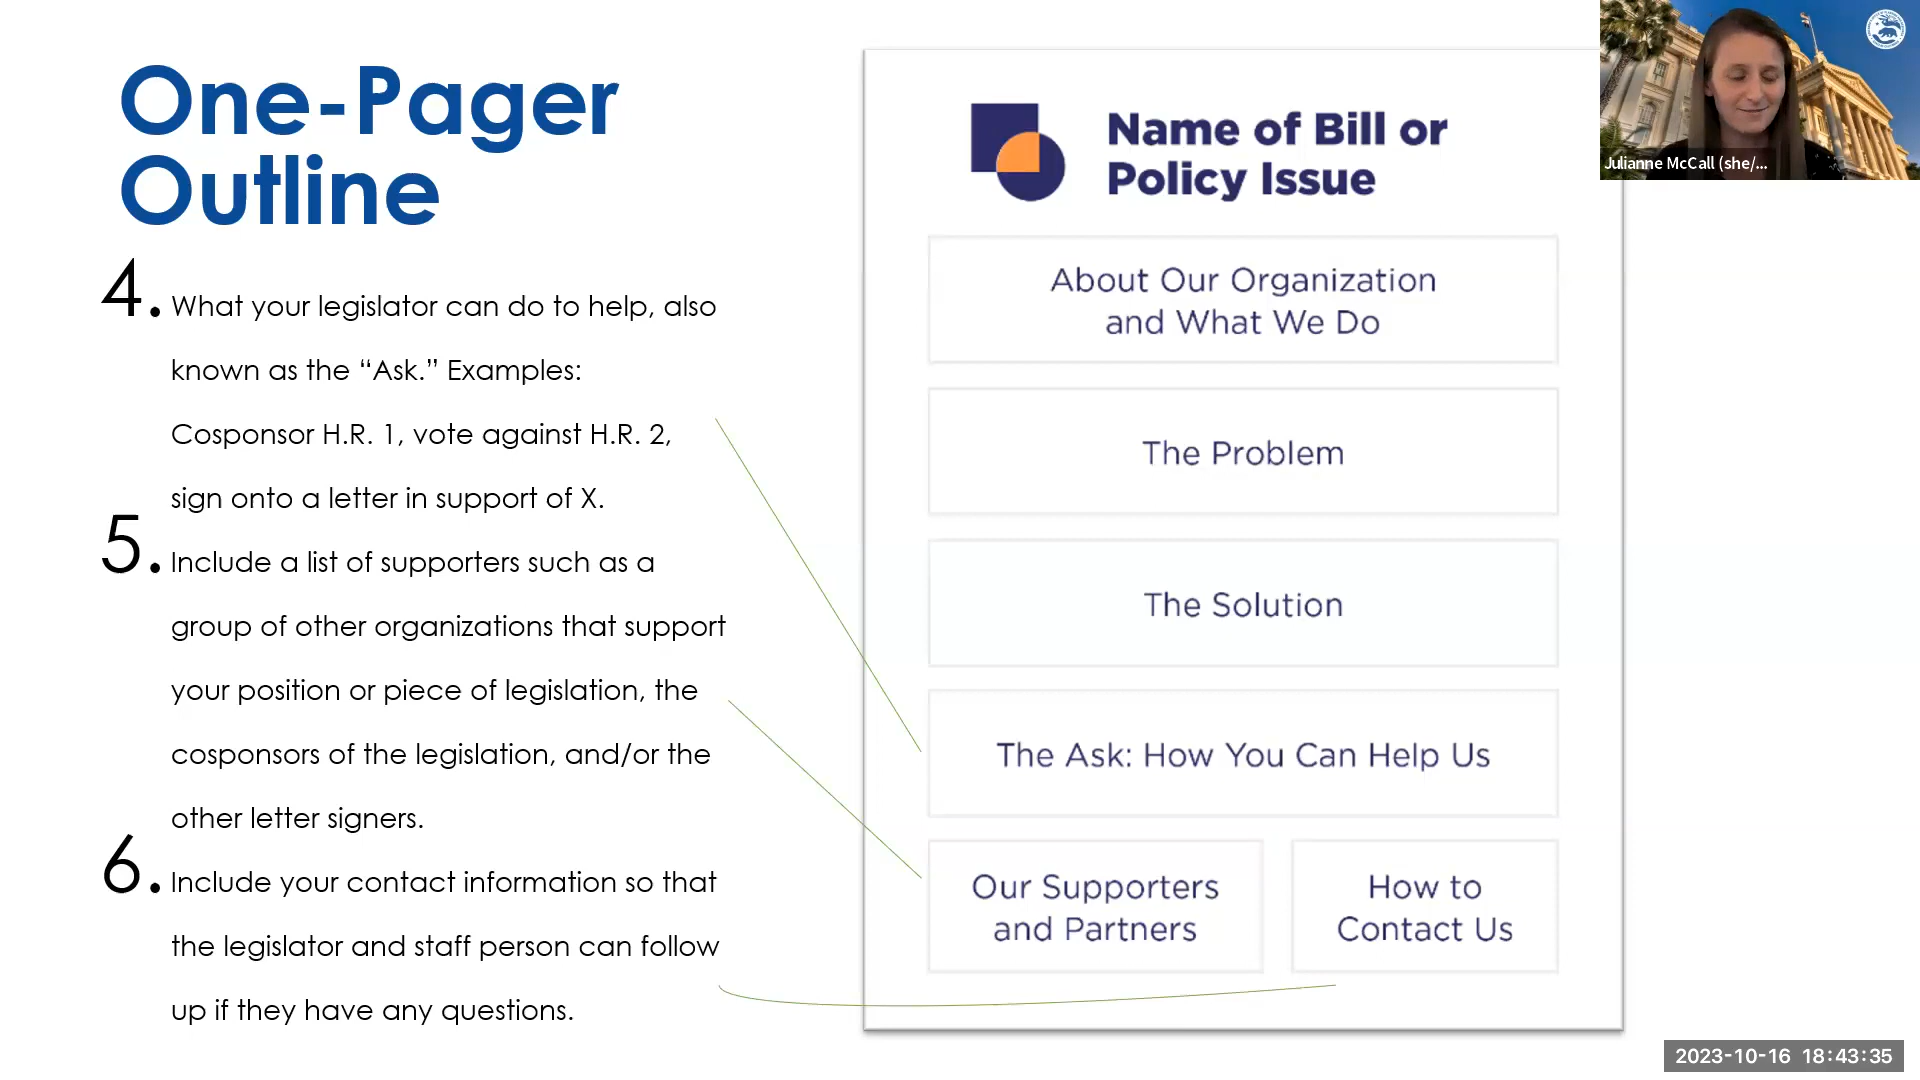 One-Pager
Outline
4. What your legislator can do to help, also
known as the “Ask.” Examples:
Cosponsor H.R. 1, vote against H.R. 2,
sign onto a letter in support of X.
5. Include a list of supporters such as a
group of other organizations that support
your position or piece of legislation, the
cosponsors of the legislation, and/or the
other letter signers.
6. Include your contact information so that
the legislator and staff person can follow
up if they have any questions.
Name of Bill or
Policy Issue
About Our Organization
and What We Do
The Problem
The Solution
The Ask: How You Can Help Us
Our Supporters
and Partners
How to
Contact Us
Julianne McCall (she/...
2023-10-16 18:43:35